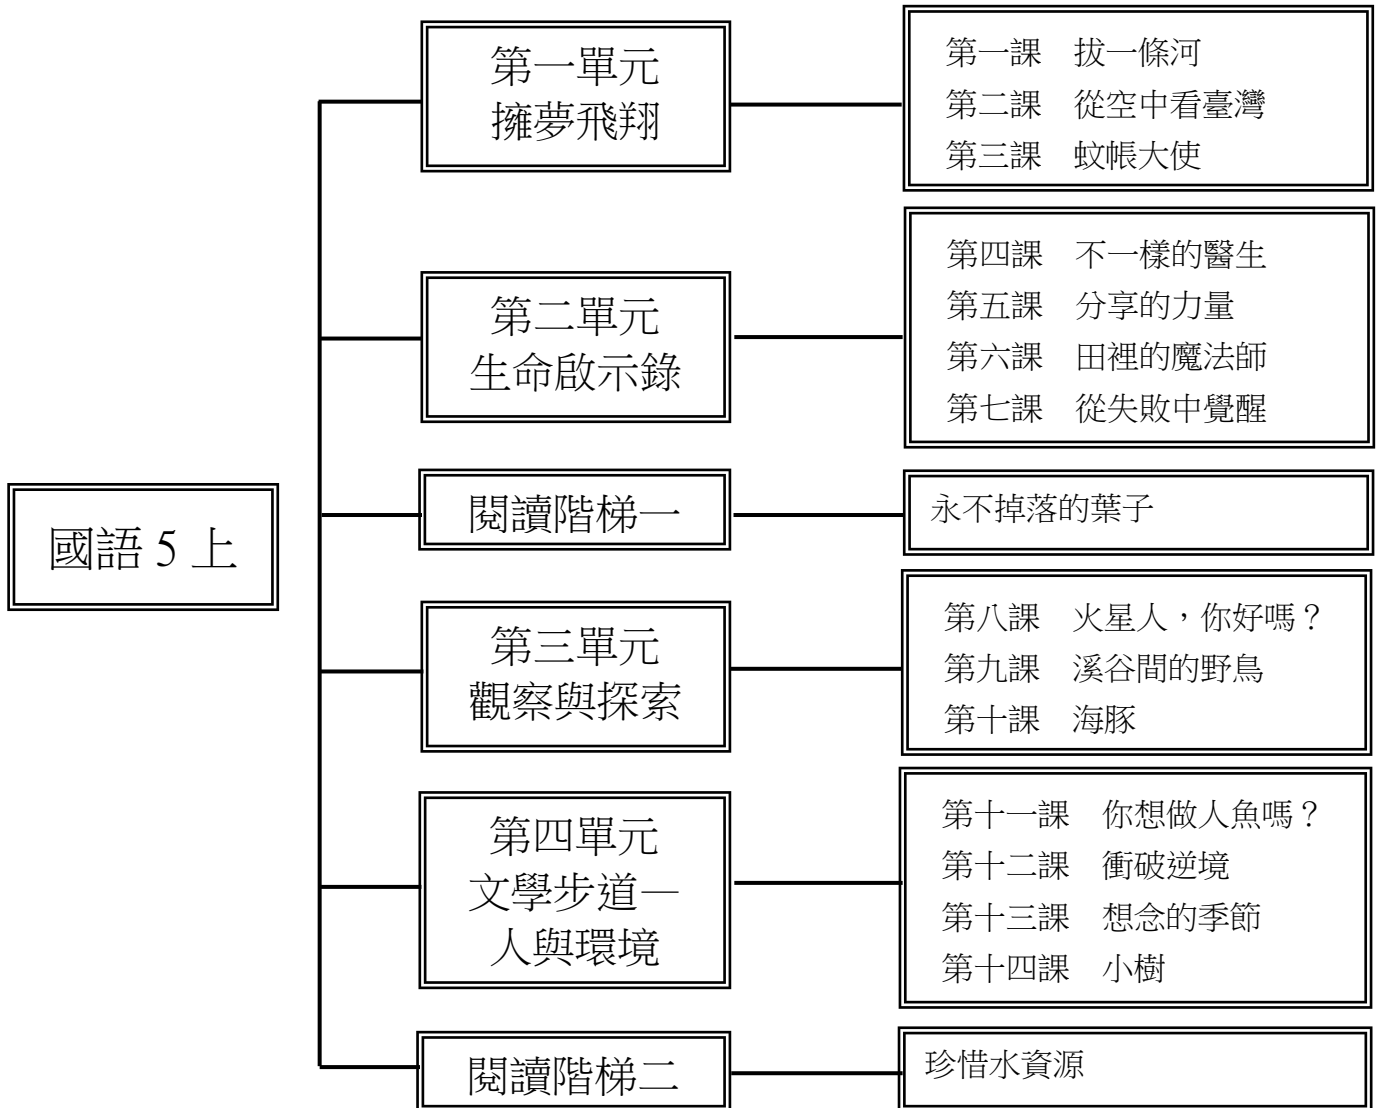 國語 5 上
第一單元
擁夢飛翔
第一課　拔一條河
第二課　從空中看臺灣
第三課　蚊帳大使
第二單元
生命啟示錄
第四課　不一樣的醫生
第五課　分享的力量
第六課　田裡的魔法師
第七課　從失敗中覺醒
閱讀階梯一
永不掉落的葉子
第三單元
觀察與探索
第八課　火星人，你好嗎？
第九課　溪谷間的野鳥
第十課　海豚
第四單元
文學步道—
人與環境
第十一課　你想做人魚嗎？
第十二課　衝破逆境
第十三課　想念的季節
第十四課　小樹
閱讀階梯二
珍惜水資源